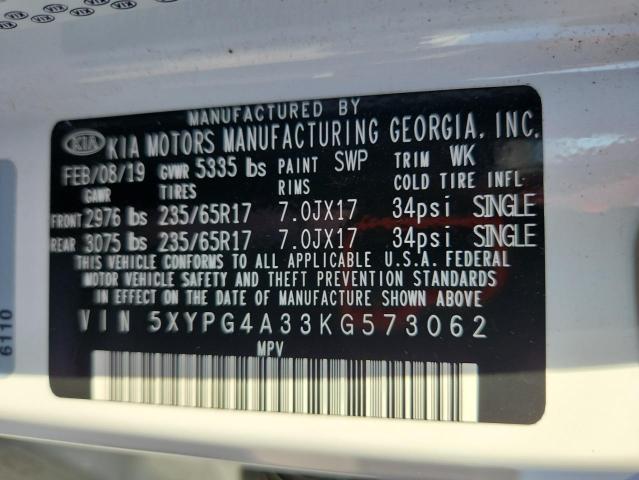 MANUFACTURED BY
KIA KIA MOTORS MANUFACTURING GEORGIA, INC.
FEB/08/19 GVWR 5335 lbs PAINT SWP TRIM WK
GAWR TIRES RIMS COLD TIRE INFL
FRONT 2976 lbs 235/65R17 7.0JX17 34psi SINGLE
REAR 3075 lbs 235/65R17 7.0JX17 34psi SINGLE
THIS VEHICLE CONFORMS TO ALL APPLICABLE U.S.A. FEDERAL
MOTOR VEHICLE SAFETY AND THEFT PREVENTION STANDARDS
IN EFFECT ON THE DATE OF MANUFACTURE SHOWN ABOVE.
VIN 5XYPG4A33KG573062
MPV
6110